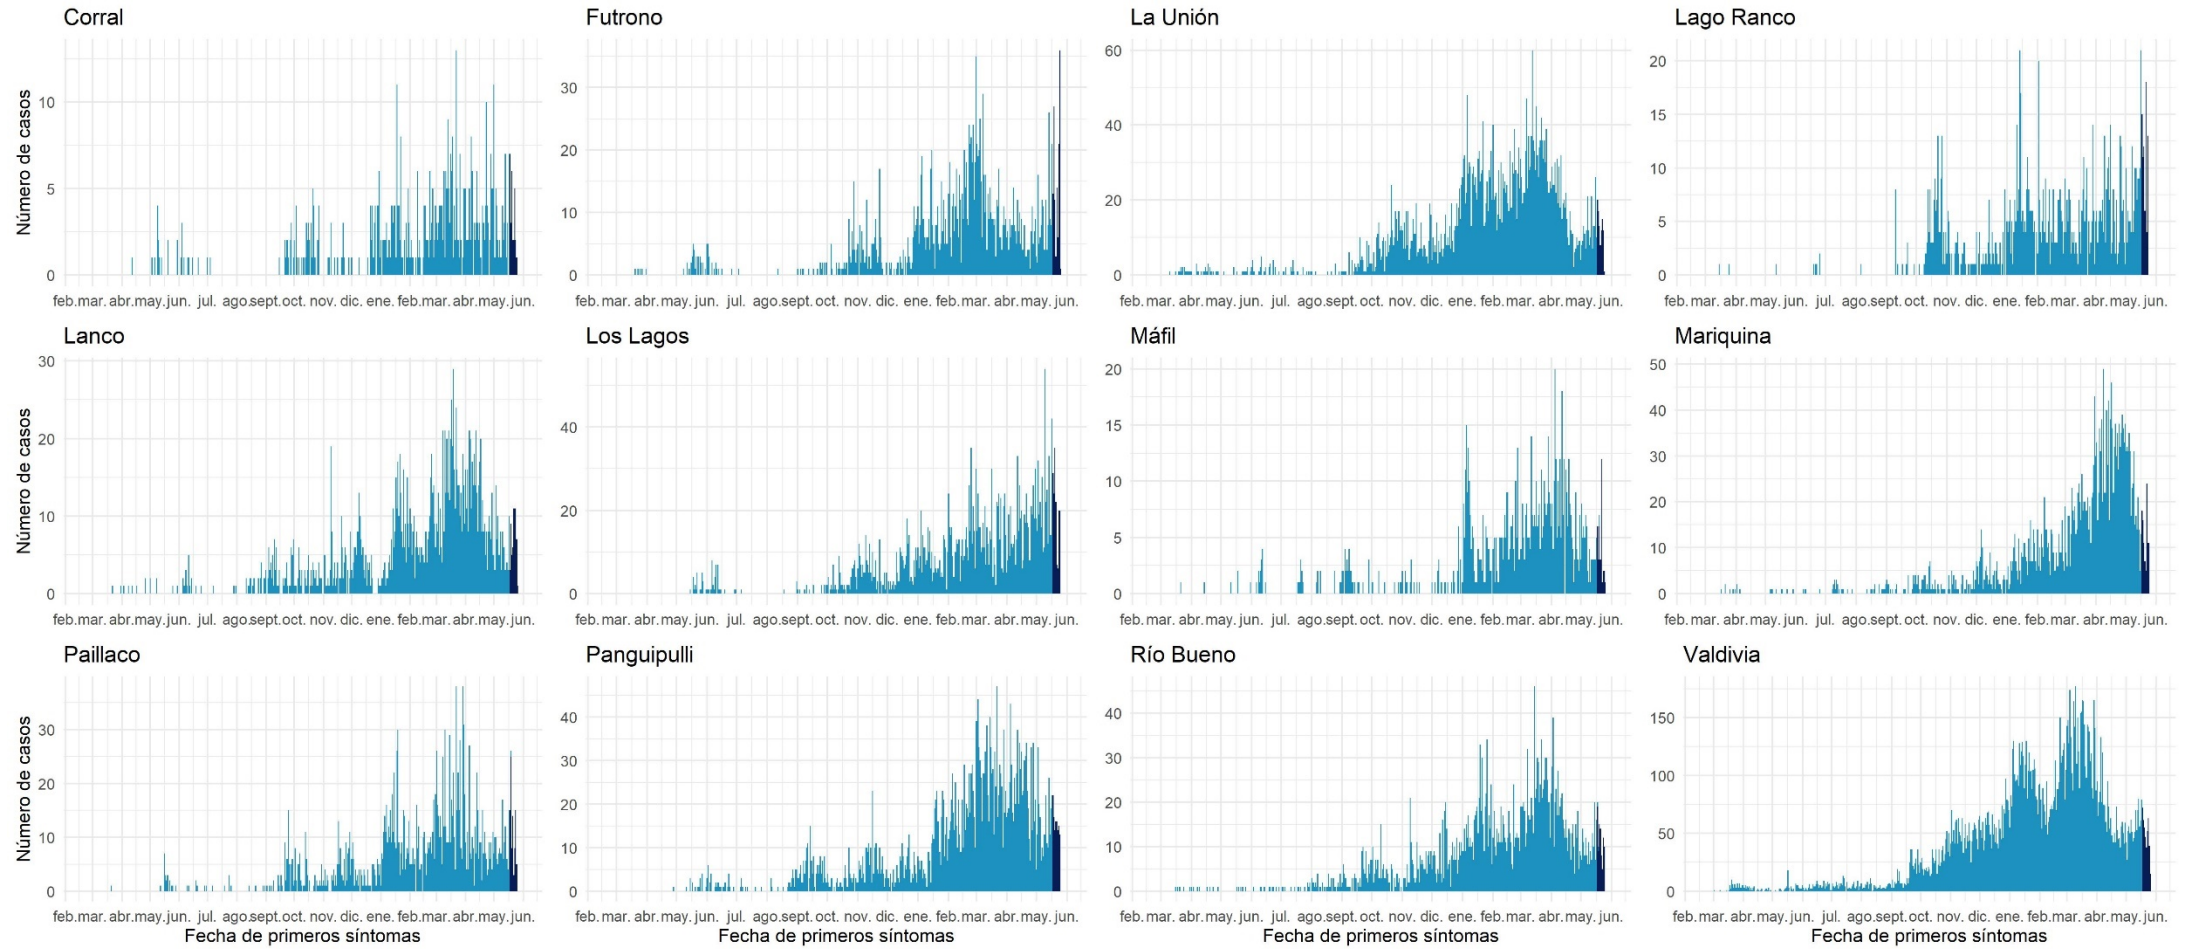 Corral
Futrono
La Unión
Lago Ranco
Número de casos
10
5
0
30
20
10
0
60
40
20
0
20
15
10
5
0
feb. mar. abr. may. jun. jul. ago. sept. oct. nov. dic. ene. feb. mar. abr. may. jun.
feb. mar. abr. may. jun. jul. ago. sept. oct. nov. dic. ene. feb. mar. abr. may. jun.
feb. mar. abr. may. jun. jul. ago. sept. oct. nov. dic. ene. feb. mar. abr. may. jun.
feb. mar. abr. may. jun. jul. ago. sept. oct. nov. dic. ene. feb. mar. abr. may. jun.
Lanco
Los Lagos
Máfil
Mariquina
Número de casos
30
20
10
0
40
20
0
20
15
10
5
0
50
40
30
20
10
0
feb. mar. abr. may. jun. jul. ago. sept. oct. nov. dic. ene. feb. mar. abr. may. jun.
feb. mar. abr. may. jun. jul. ago. sept. oct. nov. dic. ene. feb. mar. abr. may. jun.
feb. mar. abr. may. jun. jul. ago. sept. oct. nov. dic. ene. feb. mar. abr. may. jun.
feb. mar. abr. may. jun. jul. ago. sept. oct. nov. dic. ene. feb. mar. abr. may. jun.
Paillaco
Panguipulli
Río Bueno
Valdivia
Número de casos
30
20
10
0
40
30
20
10
0
40
30
20
10
0
150
100
50
0
feb. mar. abr. may. jun. jul. ago. sept. oct. nov. dic. ene. feb. mar. abr. may. jun.
feb. mar. abr. may. jun. jul. ago. sept. oct. nov. dic. ene. feb. mar. abr. may. jun.
feb. mar. abr. may. jun. jul. ago. sept. oct. nov. dic. ene. feb. mar. abr. may. jun.
feb. mar. abr. may. jun. jul. ago. sept. oct. nov. dic. ene. feb. mar. abr. may. jun.
Fecha de primeros síntomas
Fecha de primeros síntomas
Fecha de primeros síntomas
Fecha de primeros síntomas